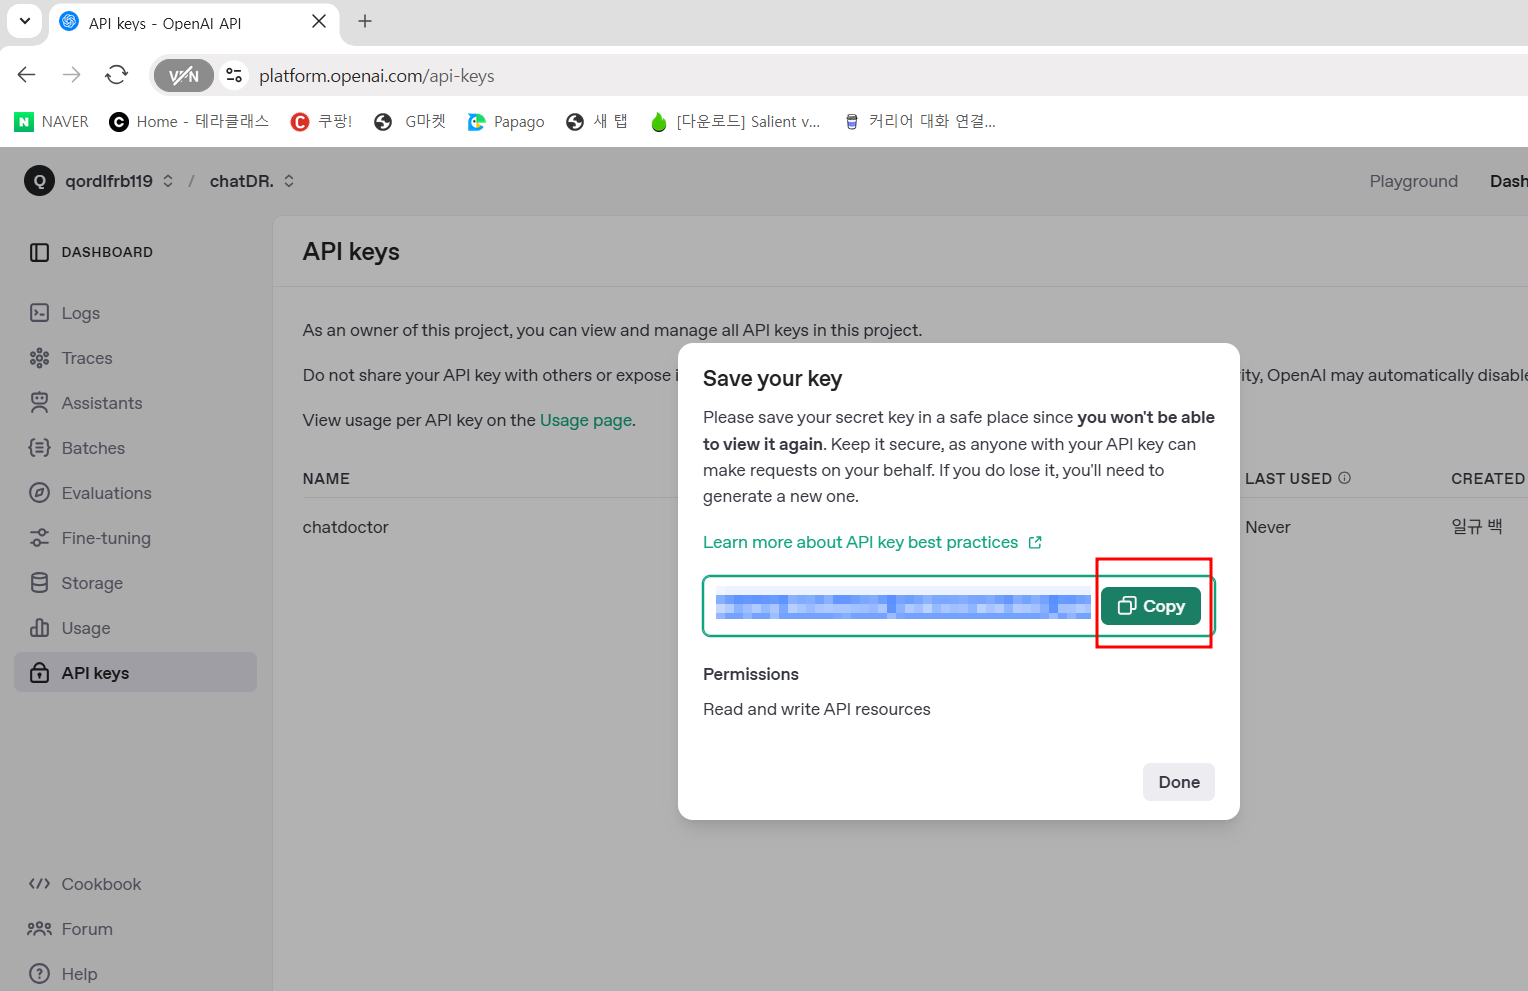 API keys - OpenAI API
VPN
platform.openai.com/api-keys
N NAVER
C Home - 테라클래스
C 쿠팡!
G마켓
Papago
새 탭
[다운로드] Salient v...
커리어 대화 연결...
Q qordlfrb119 / chatDR.
Playground
Dash
DASHBOARD
Logs
Traces
Assistants
Batches
Evaluations
Fine-tuning
Storage
Usage
API keys
Cookbook
Forum
Help
API keys
As an owner of this project, you can view and manage all API keys in this project.
Do not share your API key with others or expose i
ity, OpenAI may automatically disable
View usage per API key on the Usage page.
NAME
LAST USED
CREATED
chatdoctor
Never
일규 백
Save your key
Please save your secret key in a safe place since you won't be able
to view it again. Keep it secure, as anyone with your API key can
make requests on your behalf. If you do lose it, you'll need to
generate a new one.
Learn more about API key best practices
Copy
Permissions
Read and write API resources
Done